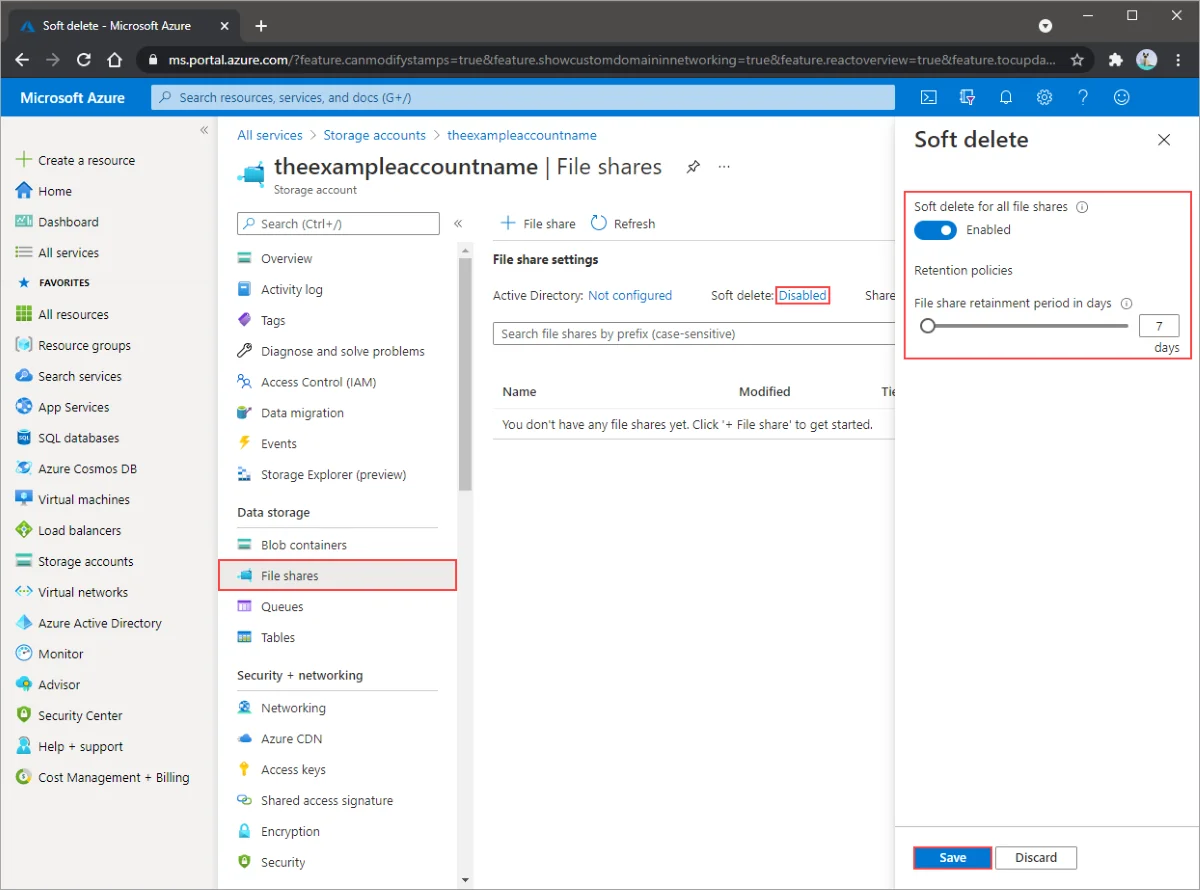 Soft delete - Microsoft Azure
ms.portal.azure.com/?feature.canmodifystamps=true&feature.showcustomdomaininnetworking=true&feature.reactoverview=true&feature.tocupda...
Microsoft Azure
Search resources, services, and docs (G+/)
Create a resource
Home
Dashboard
All services
FAVORITES
All resources
Resource groups
Search services
App Services
SQL databases
Azure Cosmos DB
Virtual machines
Load balancers
Storage accounts
Virtual networks
Azure Active Directory
Monitor
Advisor
Security Center
Help + support
Cost Management + Billing
All services > Storage accounts > theexampleaccountname
theexampleaccountname | File shares
Storage account
Search (Ctrl+/)
Overview
Activity log
Tags
Diagnose and solve problems
Access Control (IAM)
Data migration
Events
Storage Explorer (preview)
Data storage
Blob containers
File shares
Queues
Tables
Security + networking
Networking
Azure CDN
Access keys
Shared access signature
Encryption
Security
File share Refresh
File share settings
Active Directory: Not configured Soft delete: Disabled Share
Search file shares by prefix (case-sensitive)
Name Modified Tie
You don't have any file shares yet. Click '+ File share' to get started.
Soft delete
Soft delete for all file shares
Enabled
Retention policies
File share retainment period in days
7
days
Save Discard